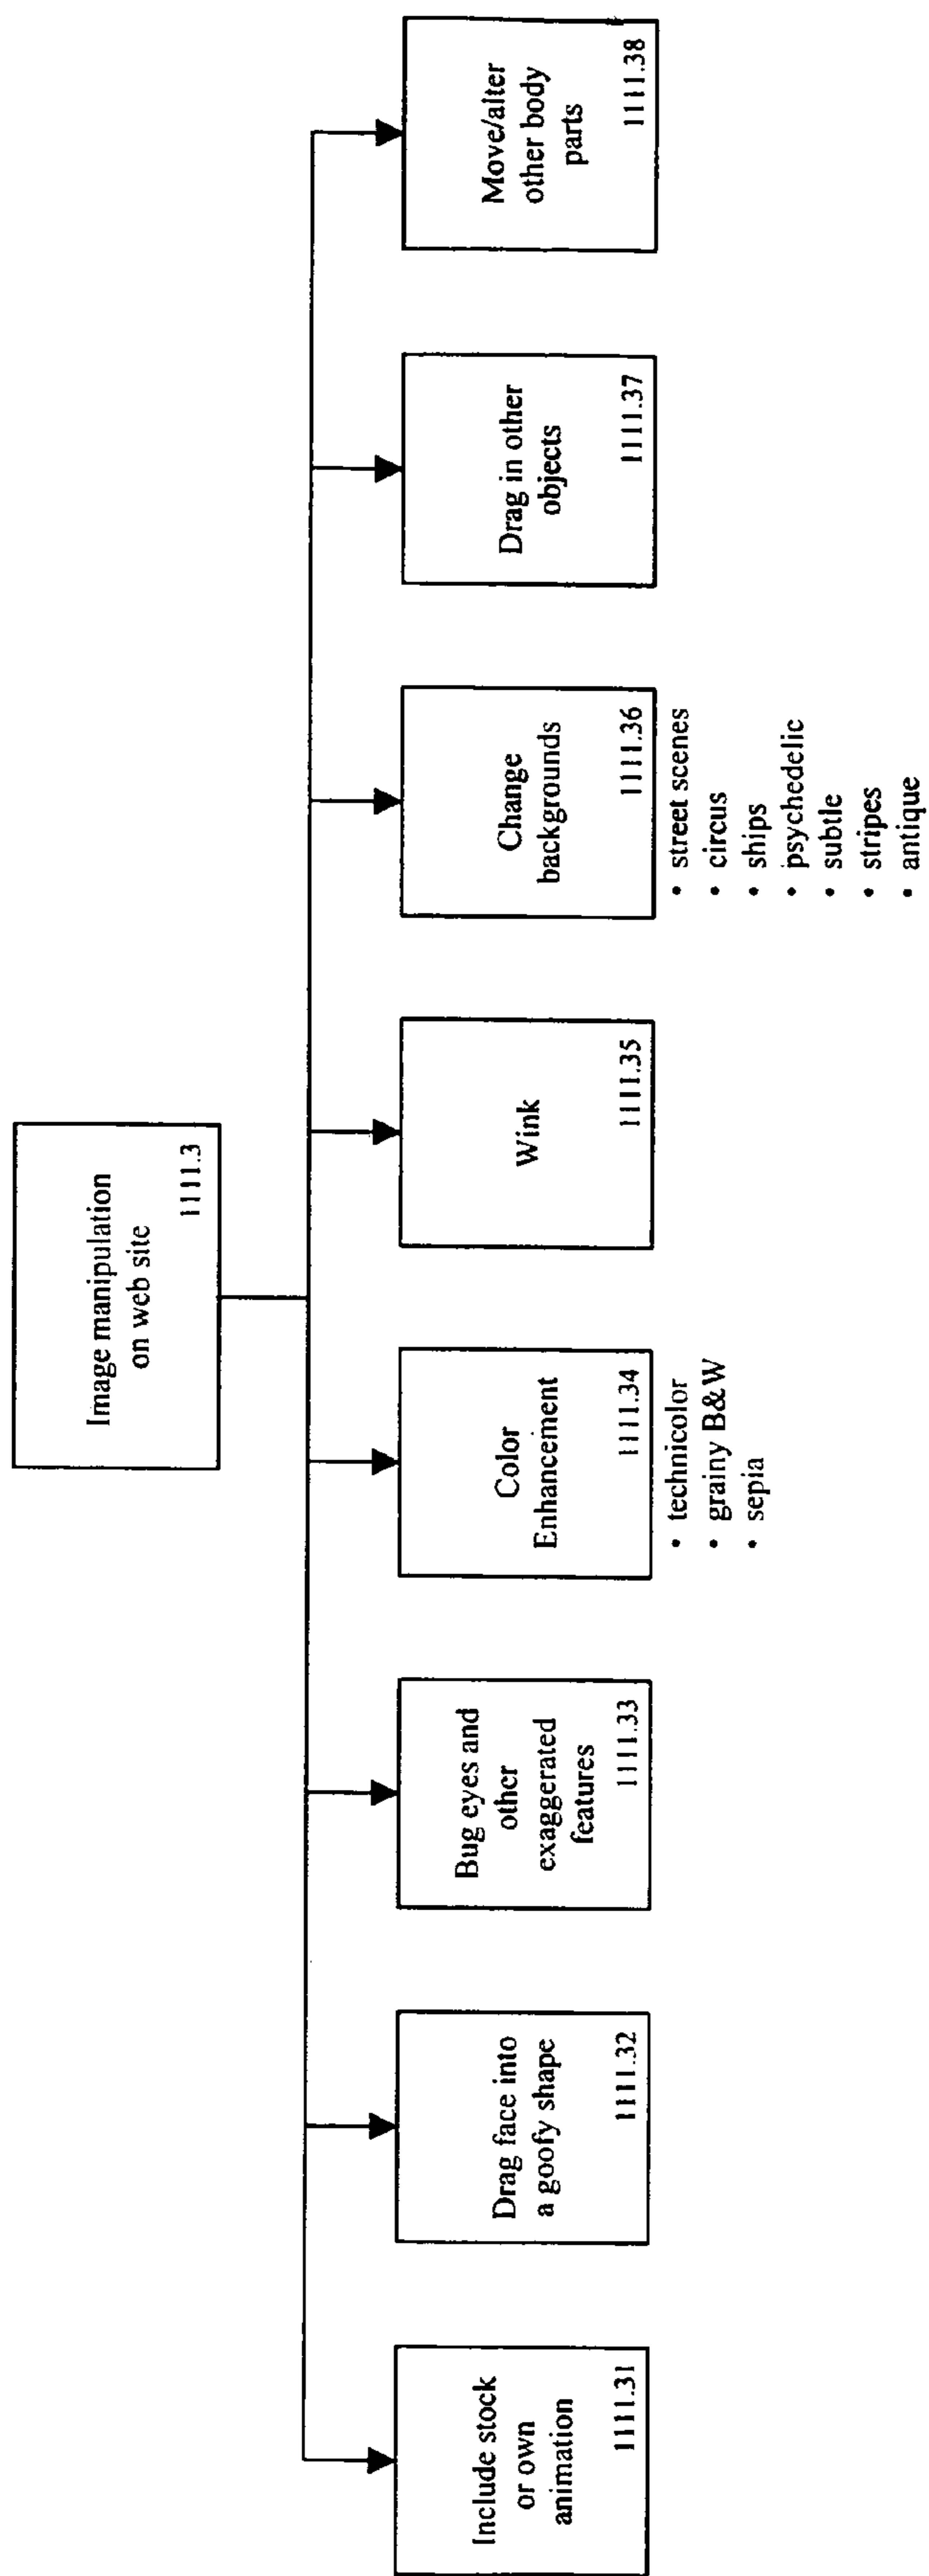 Image manipulation
on web site
1111.3
Include stock
or own
animation
1111.31
Drag face into
a goofy shape
1111.32
Bug eyes and
other
exaggerated
features
1111.33
Color
Enhancement
1111.34
• technicolor
• grainy B&W
• sepia
Wink
1111.35
Change
backgrounds
1111.36
• street scenes
• circus
• ships
• psychedelic
• subtle
• stripes
• antique
Drag in other
objects
1111.37
Move/alter
other body
parts
1111.38